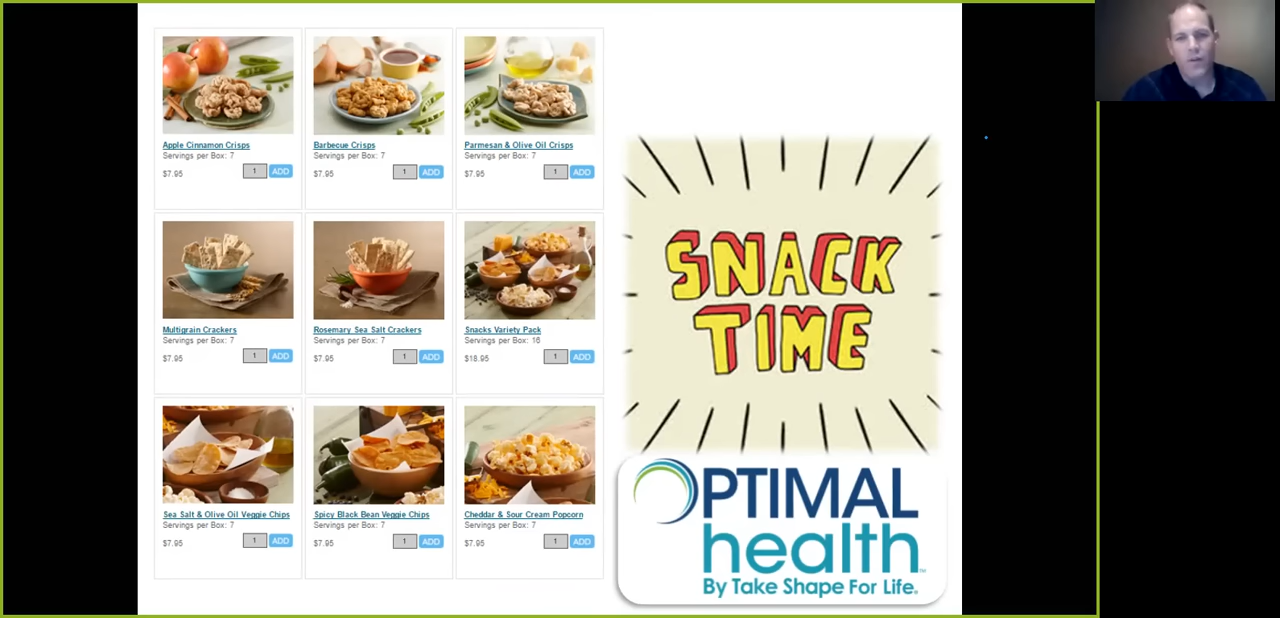 Apple Cinnamon Crisps
Servings per Box: 7
$7.95
1
ADD
Barbecue Crisps
Servings per Box: 7
$7.95
1
ADD
Parmesan & Olive Oil Crisps
Servings per Box: 7
$7.95
1
ADD
Multigrain Crackers
Servings per Box: 7
$7.95
1
ADD
Rosemary Sea Salt Crackers
Servings per Box: 7
$7.95
1
ADD
Snacks Variety Pack
Servings per Box: 16
$18.95
1
ADD
Sea Salt & Olive Oil Veggie Chips
Servings per Box: 7
$7.95
1
ADD
Spicy Black Bean Veggie Chips
Servings per Box: 7
$7.95
1
ADD
Cheddar & Sour Cream Popcorn
Servings per Box: 7
$7.95
1
ADD
SNACK
TIME
OPTIMAL
health™
By Take Shape For Life®